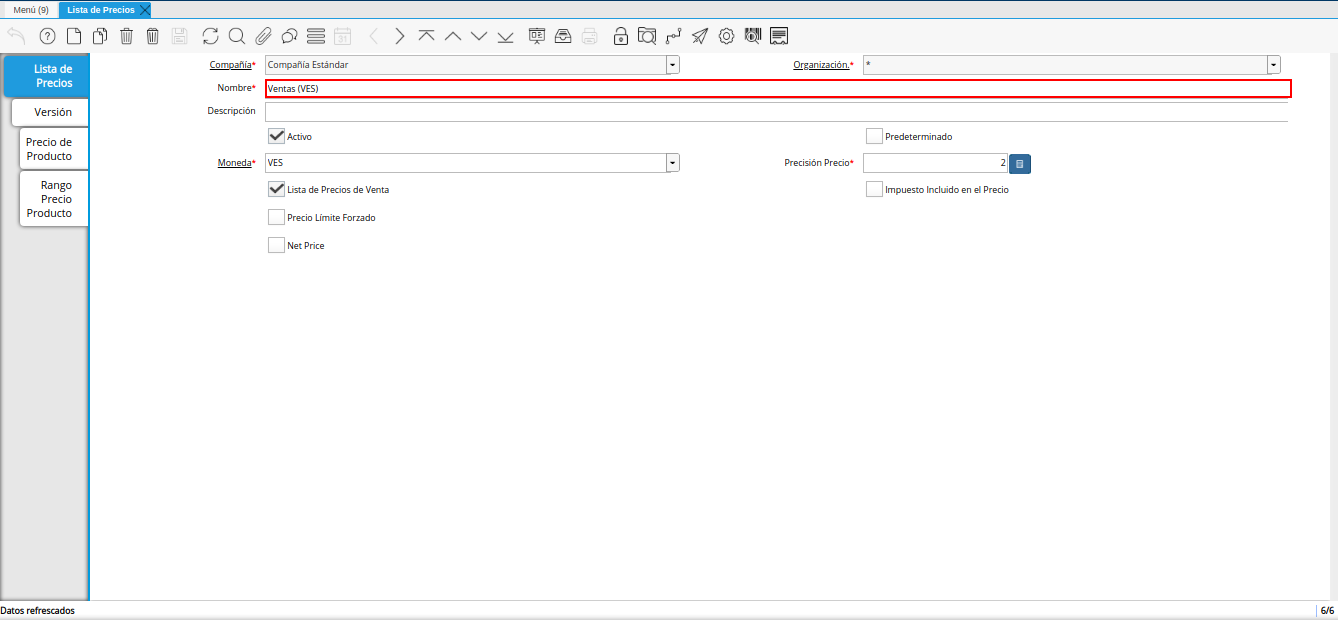 Menú (9)
Lista de Precios
31
Lista de
Precios
Versión
Precio de
Producto
Rango
Precio
Producto
Compañía* Compañía Estándar
Organización.* *
Nombre* Ventas (VES)
Descripción
Activo
Predeterminado
Moneda* VES
Precisión Precio* 2
Lista de Precios de Venta
Impuesto Incluido en el Precio
Precio Límite Forzado
Net Price
Datos refrescados
6/6